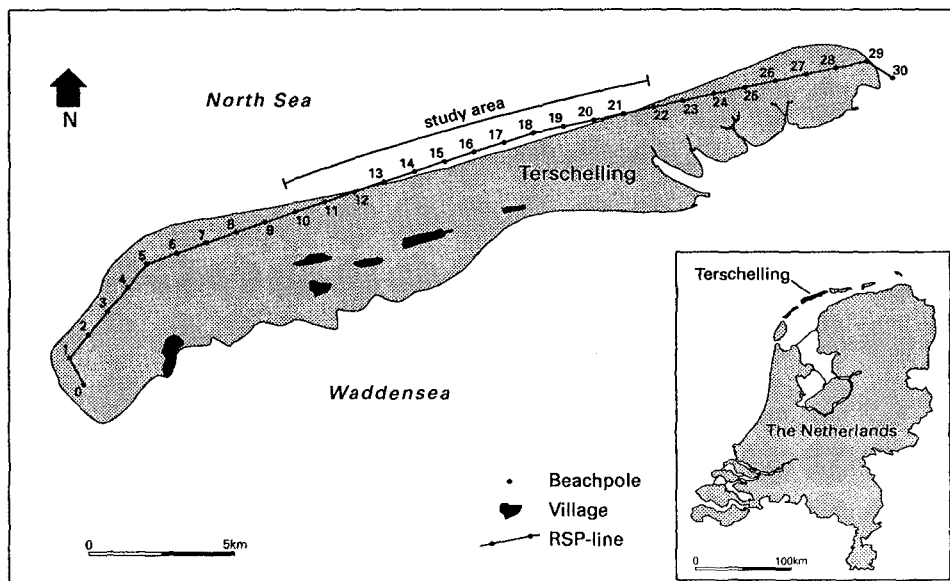 N
North Sea
study area
Terschelling
Waddensea
0
1
2
3
4
5
6
7
8
9
10
11
12
13
14
15
16
17
18
19
20
21
22
23
24
25
26
27
28
29
30
Beachpole
Village
RSP-line
0 5km
Terschelling
The Netherlands
0 100km